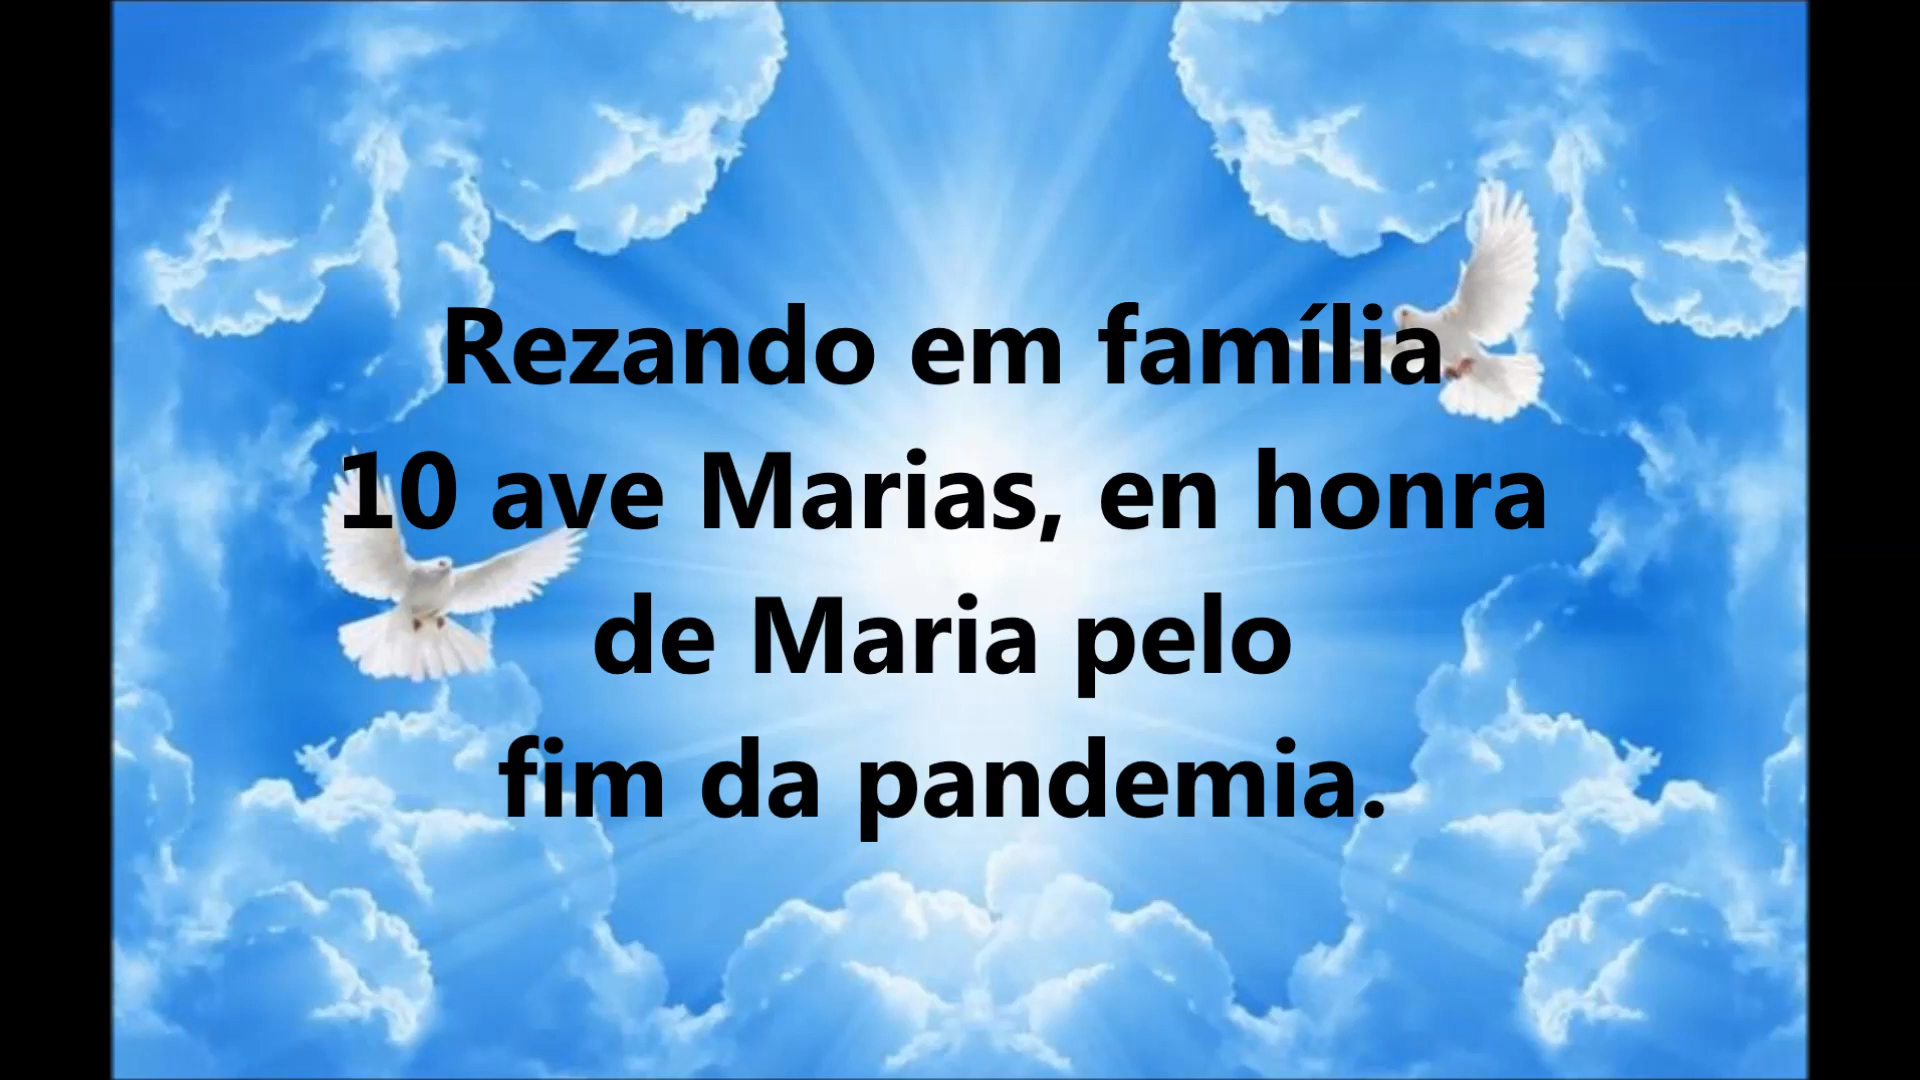 Rezando em família
10 ave Marias, en honra
de Maria pelo
fim da pandemia.